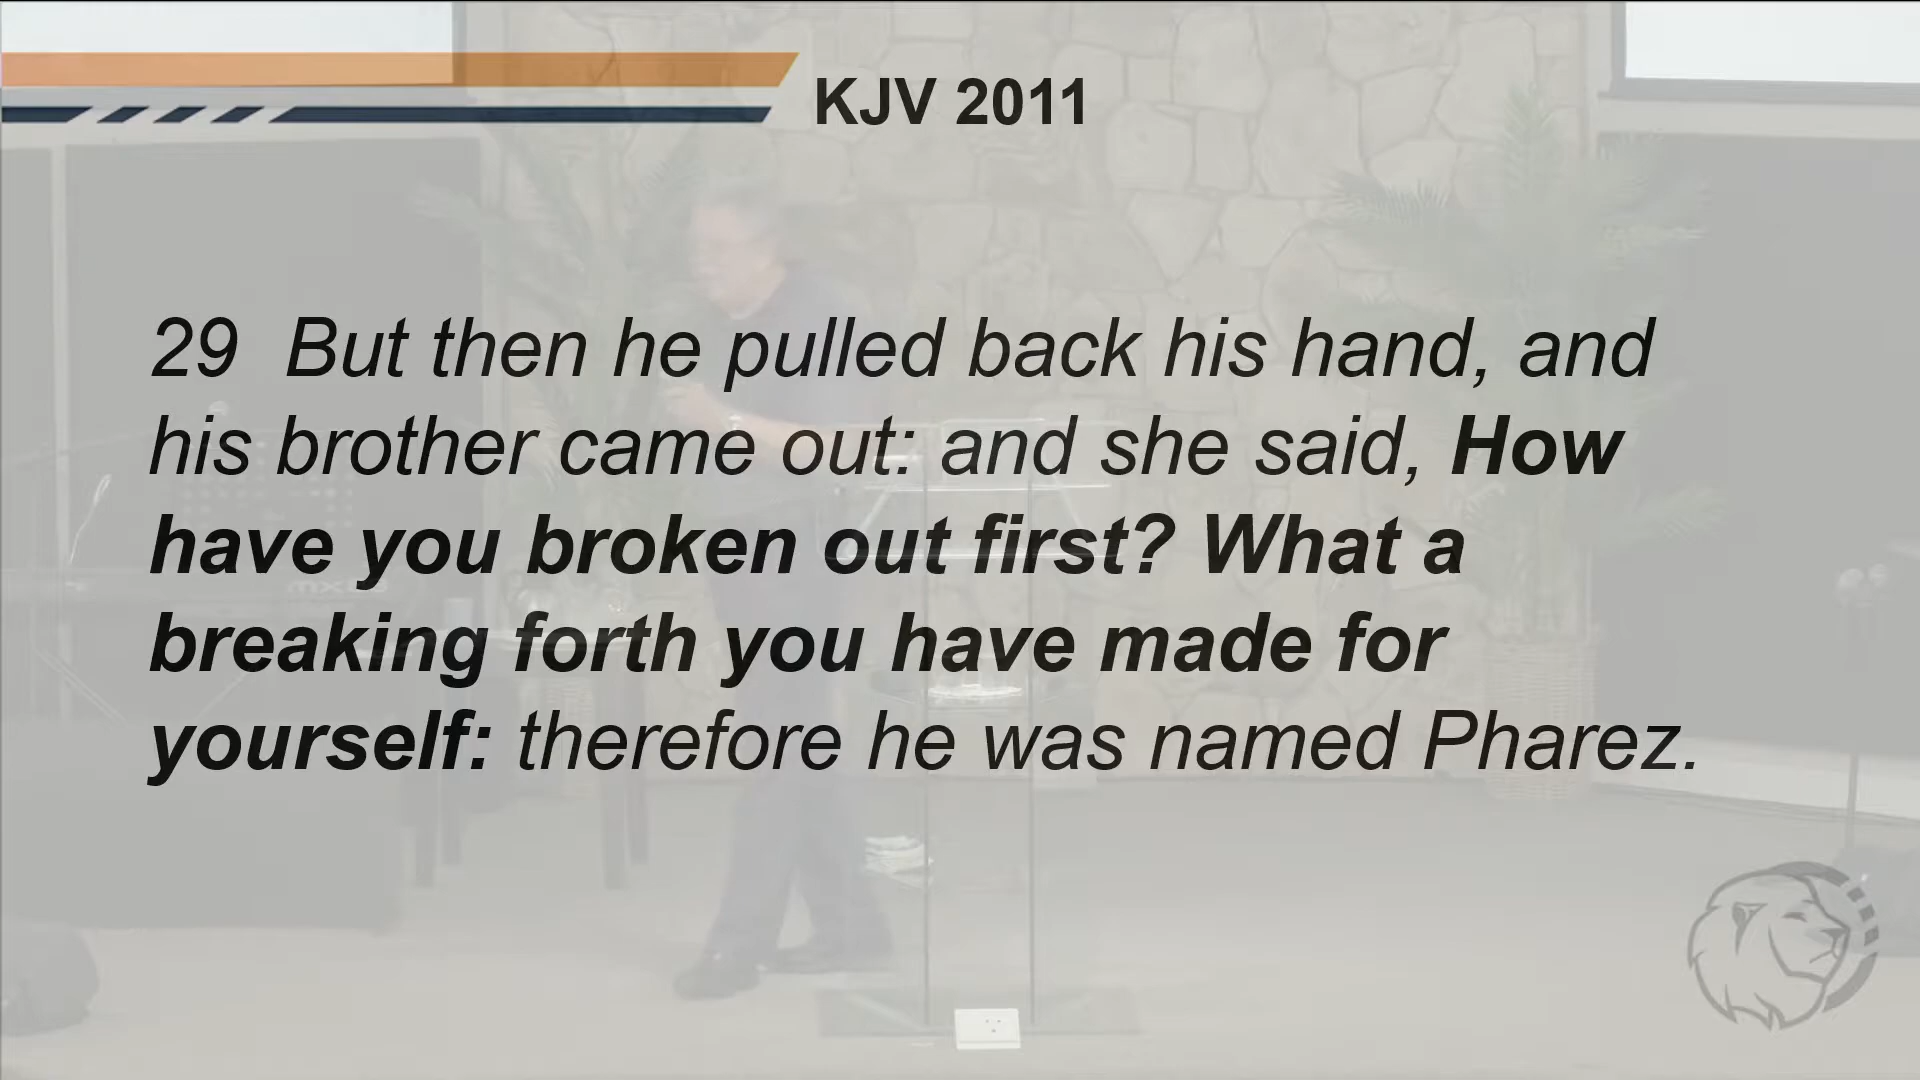 KJV 2011
29 But then he pulled back his hand, and
his brother came out: and she said, How
have you broken out first? What a
breaking forth you have made for
yourself: therefore he was named Pharez.